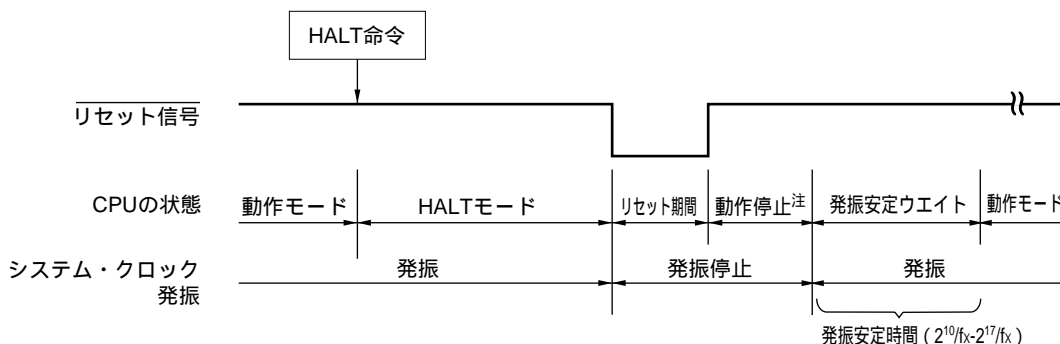 HALT命令
リセット信号
CPUの状態 動作モード HALTモード リセット期間 動作停止注 発振安定ウエイト 動作モード
システム・クロック
発振
発振 発振停止 発振
発振安定時間（2¹⁰/fx-2¹⁷/fx）